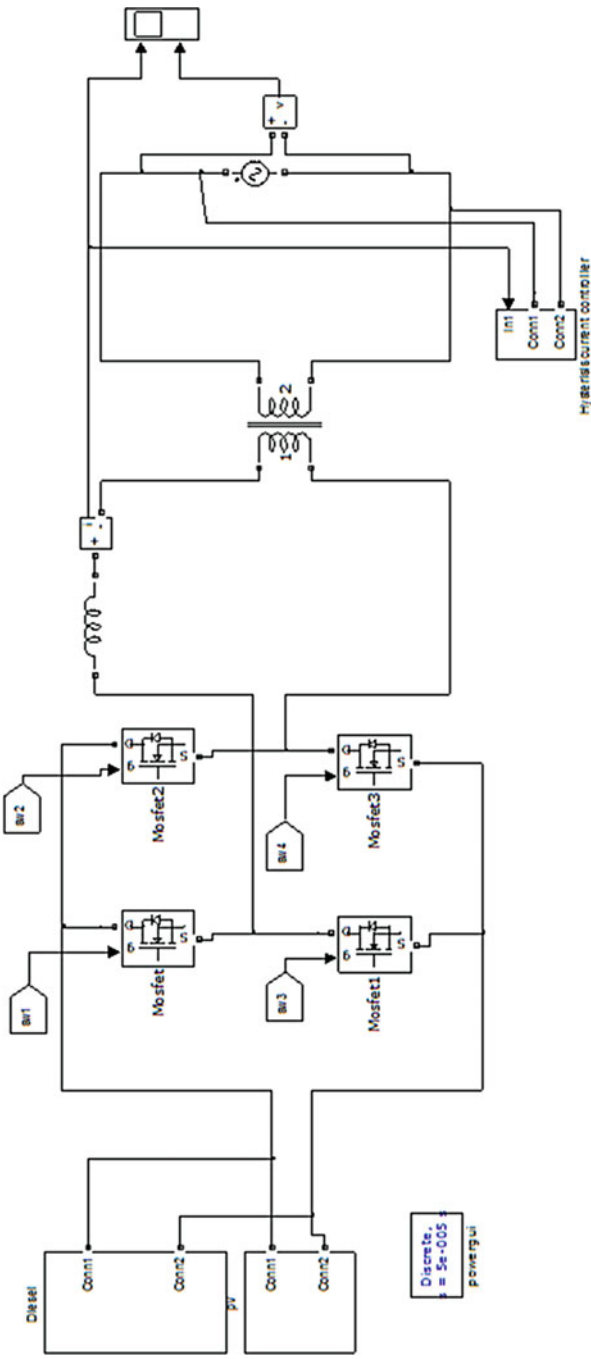 Diesel
Conn1
Conn2
pv
Conn1
Conn2
Discrete,
s = 5e-005 s
powergui
sw1
sw2
sw3
sw4
g
D
S
Mosfet
g
D
S
Mosfet2
g
D
S
Mosfet1
g
D
S
Mosfet3
+
-
i
1
2
+
-
v
In1
Conn1
Conn2
Hysterisis current controller